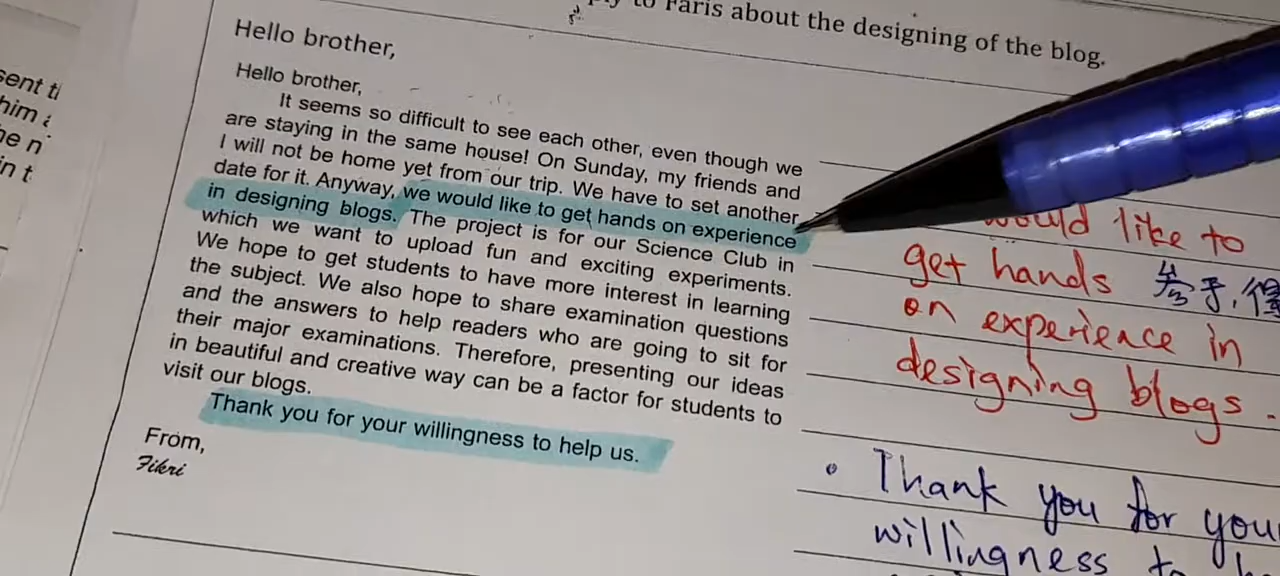 sent
him
in t
to Faris about the designing of the blog.
Hello brother,
Hello brother,
It seems so difficult to see each other, even though we
are staying in the same house! On Sunday, my friends and
I will not be home yet from our trip. We have to set another
date for it. Anyway, we would like to get hands on experience
in designing blogs. The project is for our Science Club in
which we want to upload fun and exciting experiments.
We hope to get students to have more interest in learning
the subject. We also hope to share examination questions
and the answers to help readers who are going to sit for
their major examinations. Therefore, presenting our ideas
in beautiful and creative way can be a factor for students to
visit our blogs.
Thank you for your willingness to help us.
From,
Fikri
would like to
get hands 参于,得
on experience in
designing blogs.
• Thank you for you
willingness to